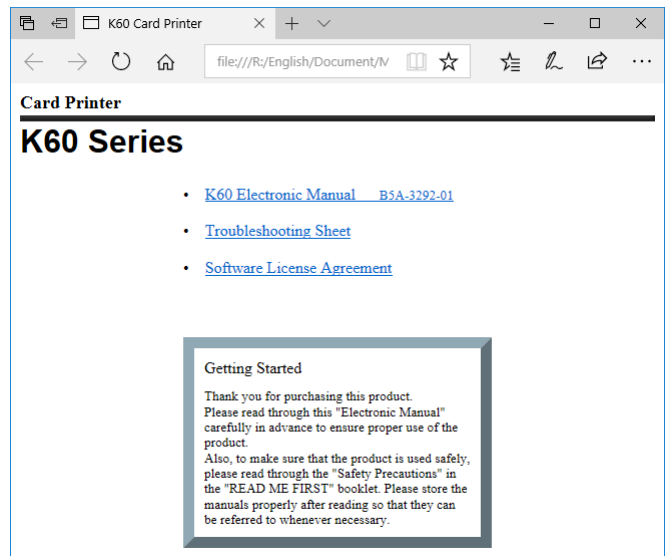 K60 Card Printer
file:///R:/English/Document/M
Card Printer
K60 Series
• K60 Electronic Manual B5A-3292-01
• Troubleshooting Sheet
• Software License Agreement
Getting Started
Thank you for purchasing this product.
Please read through this "Electronic Manual"
carefully in advance to ensure proper use of the
product.
Also, to make sure that the product is used safely,
please read through the "Safety Precautions" in
the "READ ME FIRST" booklet. Please store the
manuals properly after reading so that they can
be referred to whenever necessary.